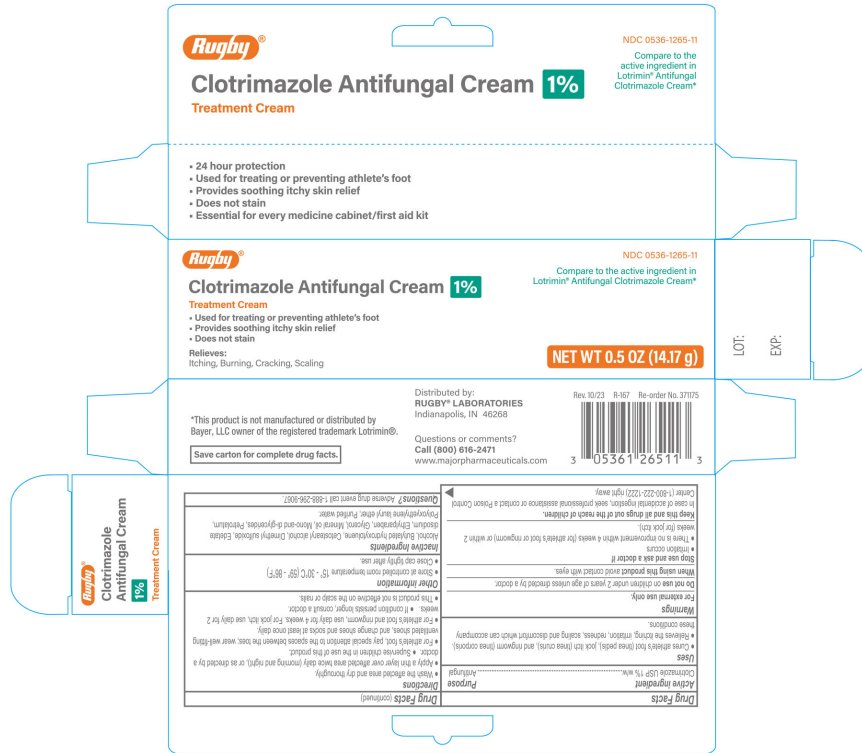 Rugby®
NDC 0536-1265-11
Compare to the
active ingredient in
Lotrimin® Antifungal
Clotrimazole Cream*
Clotrimazole Antifungal Cream 1%
Treatment Cream
• 24 hour protection
• Used for treating or preventing athlete's foot
• Provides soothing itchy skin relief
• Does not stain
• Essential for every medicine cabinet/first aid kit
Rugby®
NDC 0536-1265-11
Compare to the active ingredient in
Lotrimin® Antifungal Clotrimazole Cream*
Clotrimazole Antifungal Cream 1%
Treatment Cream
• Used for treating or preventing athlete's foot
• Provides soothing itchy skin relief
• Does not stain
Relieves:
Itching, Burning, Cracking, Scaling
NET WT 0.5 OZ (14.17 g)
LOT:
EXP:
*This product is not manufactured or distributed by
Bayer, LLC owner of the registered trademark Lotrimin®.
Save carton for complete drug facts.
Distributed by:
RUGBY® LABORATORIES
Indianapolis, IN 46268
Questions or comments?
Call (800) 616-2471
www.majorpharmaceuticals.com
Rev. 10/23 R-167 Re-order No. 371175
3 05361 26511 3
Rugby®
Clotrimazole
Antifungal Cream
1%
Treatment Cream
Drug Facts
Active ingredient Purpose
Clotrimazole USP 1% w/w Antifungal
Uses
• Cures athlete's foot (tinea pedis), jock itch (tinea cruris), and ringworm (tinea corporis).
• Relieves the itching, irritation, redness, scaling and discomfort which can accompany
these conditions.
Warnings
For external use only.
Do not use on children under 2 years of age unless directed by a doctor.
When using this product avoid contact with eyes.
Stop use and ask a doctor if
• Irritation occurs
• There is no improvement within 4 weeks (for athlete's foot or ringworm) or within 2
weeks (for jock itch).
Keep this and all drugs out of the reach of children.
In case of accidental ingestion, seek professional assistance or contact a Poison Control
Center (1-800-222-1222) right away.
Drug Facts (continued)
Directions
• Wash the affected area and dry thoroughly.
• Apply a thin layer over affected area twice daily (morning and night), or as directed by a
doctor. • Supervise children in the use of this product.
• For athlete's foot, pay special attention to the spaces between the toes; wear well-fitting
ventilated shoes, and change shoes and socks at least once daily.
• For athlete's foot and ringworm, use daily for 4 weeks. For jock itch, use daily for 2
weeks. • If condition persists longer, consult a doctor.
• This product is not effective on the scalp or nails.
Other information
• Store at controlled room temperature 15° - 30°C (59° - 86°F)
• Close cap tightly after use.
Inactive ingredients
Alcohol, Butylated hydroxytoluene, Cetostearyl alcohol, Dimethyl sulfoxide, Edetate
disodium, Ethylparaben, Glycerol, Mineral oil, Mono-and di-glycerides, Petrolatum,
Polyoxyethylene lauryl ether, Purified water.
Questions? Adverse drug event call 1-888-296-9067.